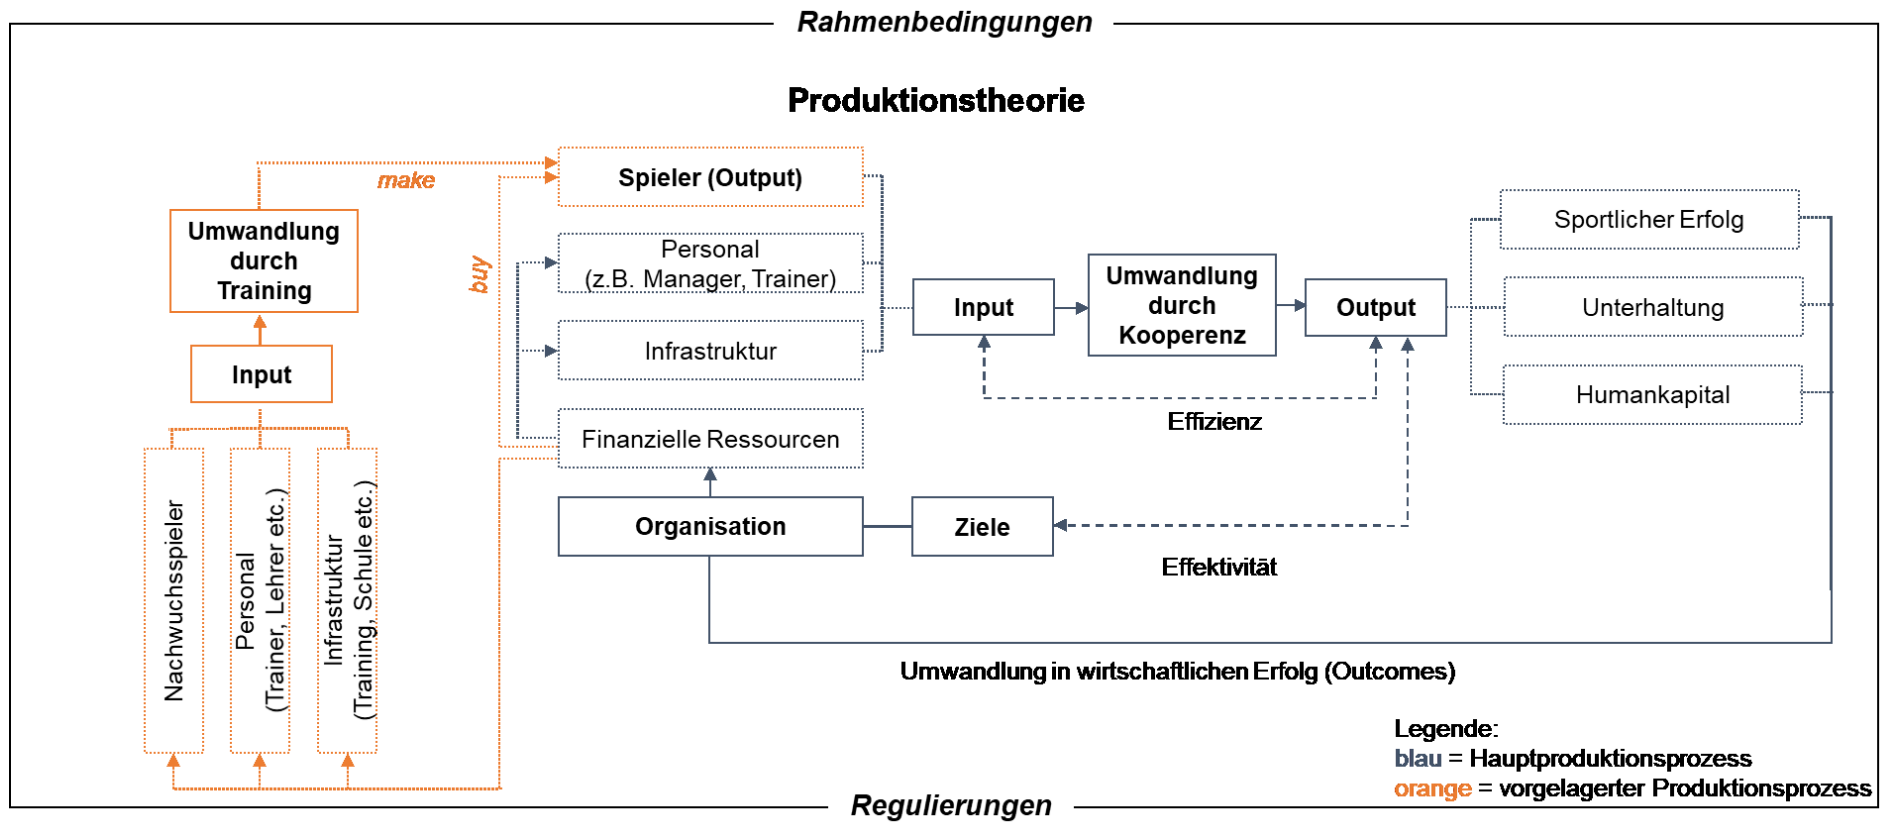 Rahmenbedingungen
Produktionstheorie
make
buy
Umwandlung
durch
Training
Input
Nachwuchsspieler
Personal
(Trainer, Lehrer etc.)
Infrastruktur
(Training, Schule etc.)
Spieler (Output)
Personal
(z.B. Manager, Trainer)
Infrastruktur
Finanzielle Ressourcen
Organisation
Ziele
Input
Umwandlung
durch
Kooperenz
Output
Effizienz
Effektivität
Sportlicher Erfolg
Unterhaltung
Humankapital
Umwandlung in wirtschaftlichen Erfolg (Outcomes)
Legende:
blau = Hauptproduktionsprozess
orange = vorgelagerter Produktionsprozess
Regulierungen